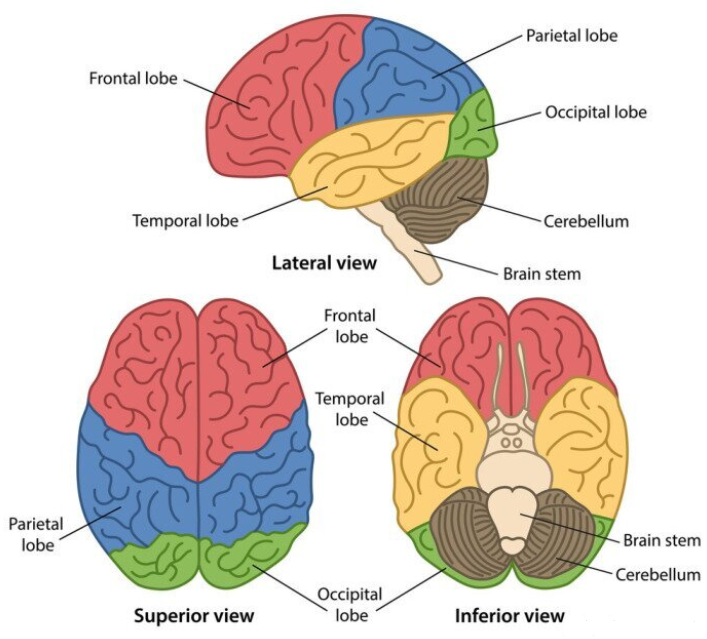 Parietal lobe
Frontal lobe
Occipital lobe
Temporal lobe
Cerebellum
Lateral view
Brain stem
Frontal
lobe
Temporal
lobe
Parietal
lobe
Brain stem
Cerebellum
Occipital
lobe
Superior view
Inferior view